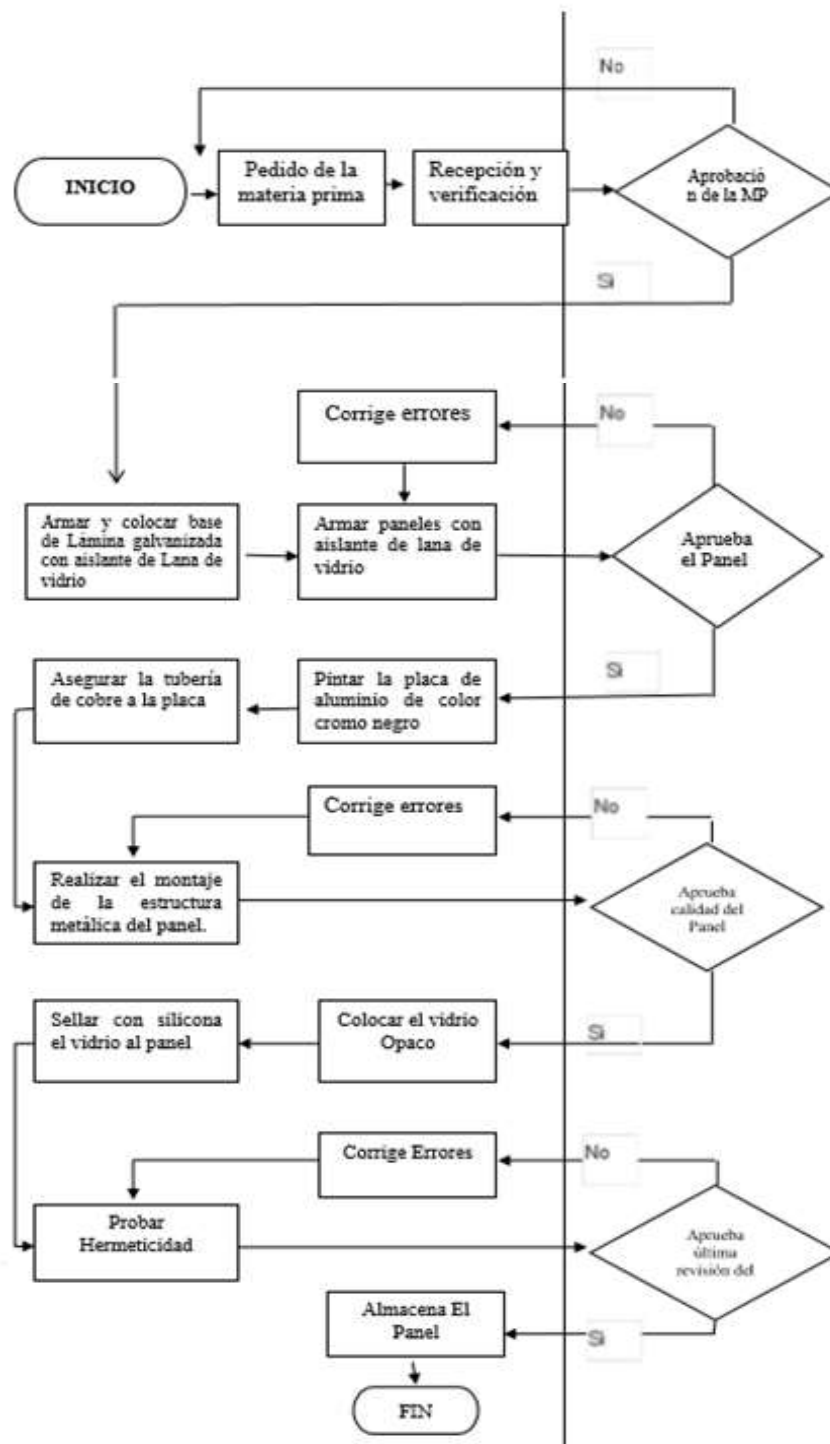 No
INICIO
Pedido de la
materia prima
Recepción y
verificación
Aprobació
n de la MP
Si
Corrige errores
No
Armar y colocar base
de Lámina galvanizada
con aislante de Lana de
vidrio
Armar paneles con
aislante de lana de
vidrio
Aprueba
el Panel
Asegurar la tubería
de cobre a la placa
Pintar la placa de
aluminio de color
cromo negro
Si
Corrige errores
No
Realizar el montaje
de la estructura
metálica del panel.
Aprueba
calidad del
Panel
Sellar con silicona
el vidrio al panel
Colocar el vidrio
Opaco
Si
Corrige Errores
No
Probar
Hermeticidad
Aprueba
última
revisión del
Almacena El
Panel
Si
FIN